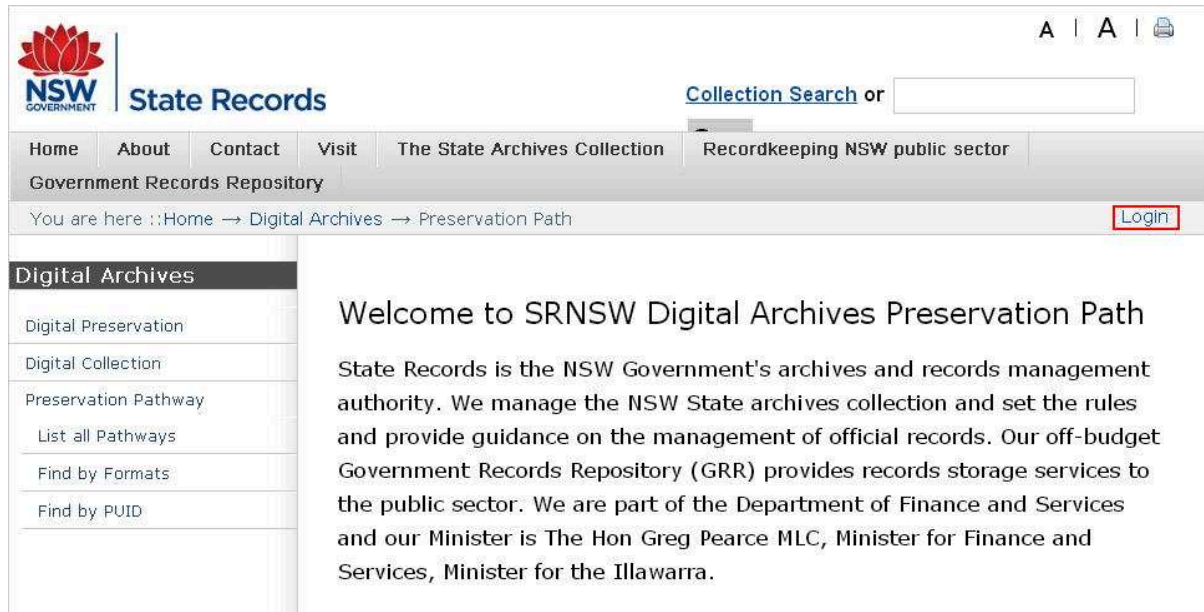 A | A |
NSW
GOVERNMENT
State Records
Collection Search or
Home About Contact Visit The State Archives Collection Recordkeeping NSW public sector
Government Records Repository
You are here ::Home → Digital Archives → Preservation Path
Login
Digital Archives
Digital Preservation
Digital Collection
Preservation Pathway
List all Pathways
Find by Formats
Find by PUID
Welcome to SRNSW Digital Archives Preservation Path
State Records is the NSW Government's archives and records management
authority. We manage the NSW State archives collection and set the rules
and provide guidance on the management of official records. Our off-budget
Government Records Repository (GRR) provides records storage services to
the public sector. We are part of the Department of Finance and Services
and our Minister is The Hon Greg Pearce MLC, Minister for Finance and
Services, Minister for the Illawarra.